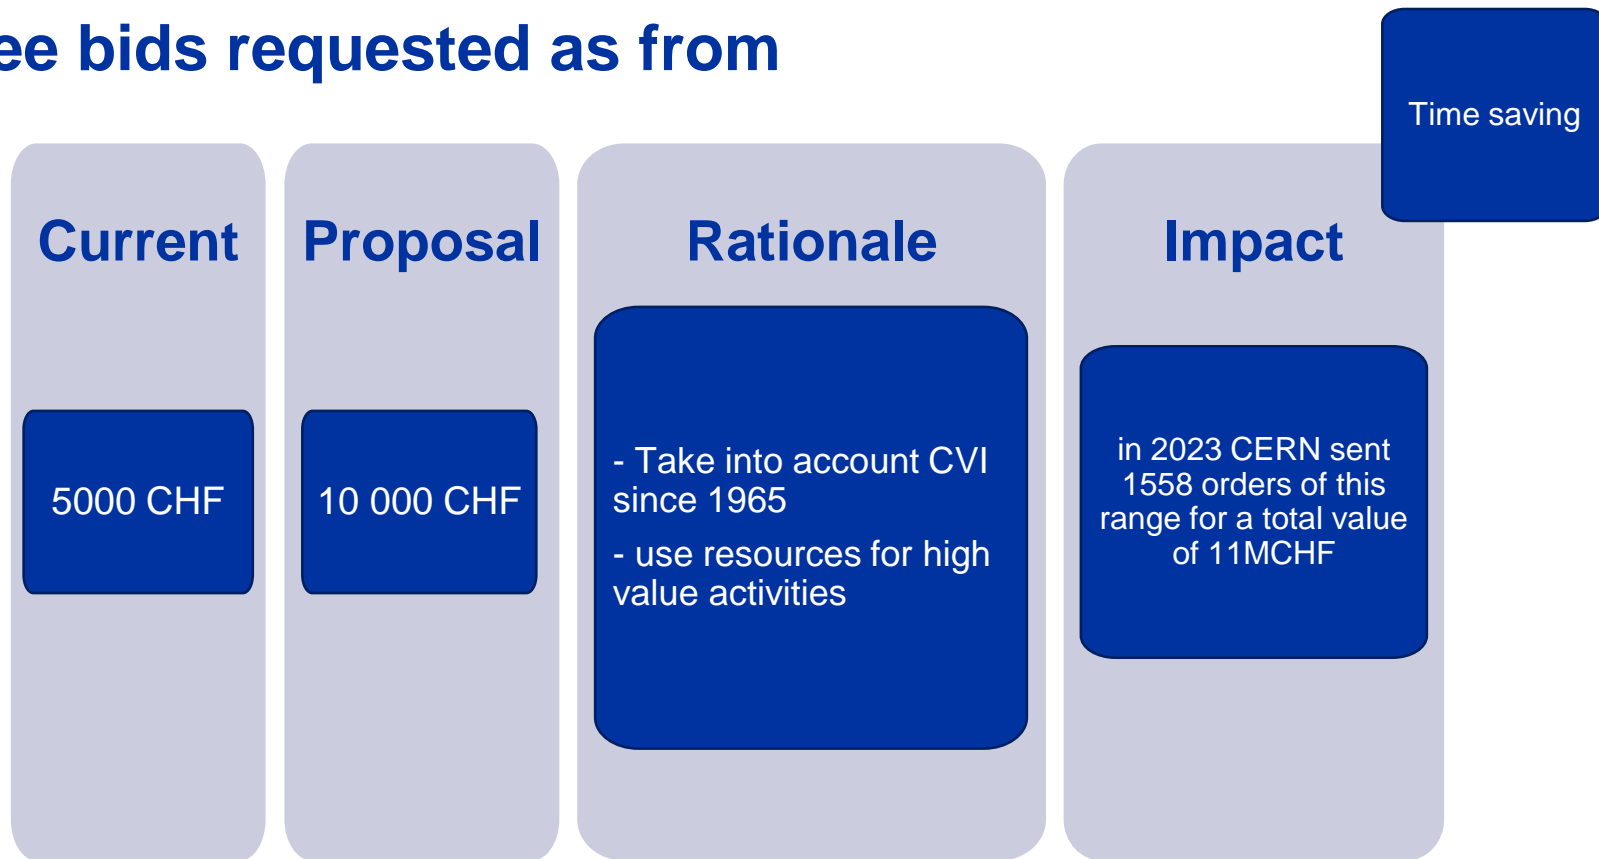 ee bids requested as from
Time saving
Current
Proposal
Rationale
Impact
5000 CHF
10 000 CHF
- Take into account CVI
since 1965
- use resources for high
value activities
in 2023 CERN sent
1558 orders of this
range for a total value
of 11MCHF